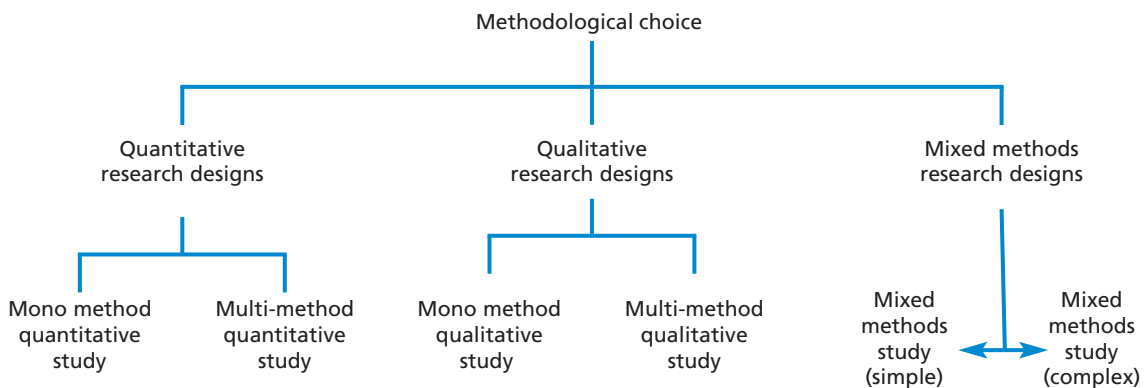 Methodological choice
Quantitative
research designs
Qualitative
research designs
Mixed methods
research designs
Mono method
quantitative
study
Multi-method
quantitative
study
Mono method
qualitative
study
Multi-method
qualitative
study
Mixed
methods
study
(simple)
Mixed
methods
study
(complex)